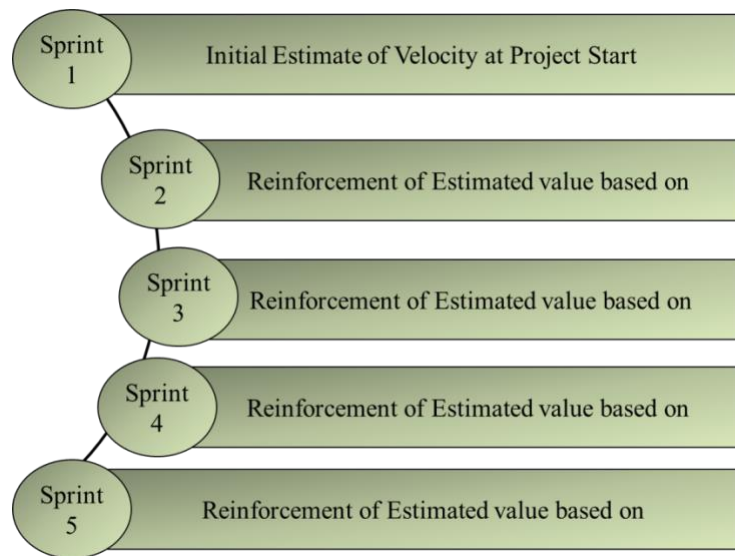 Sprint
1
Initial Estimate of Velocity at Project Start
Sprint
2
Reinforcement of Estimated value based on
Sprint
3
Reinforcement of Estimated value based on
Sprint
4
Reinforcement of Estimated value based on
Sprint
5
Reinforcement of Estimated value based on